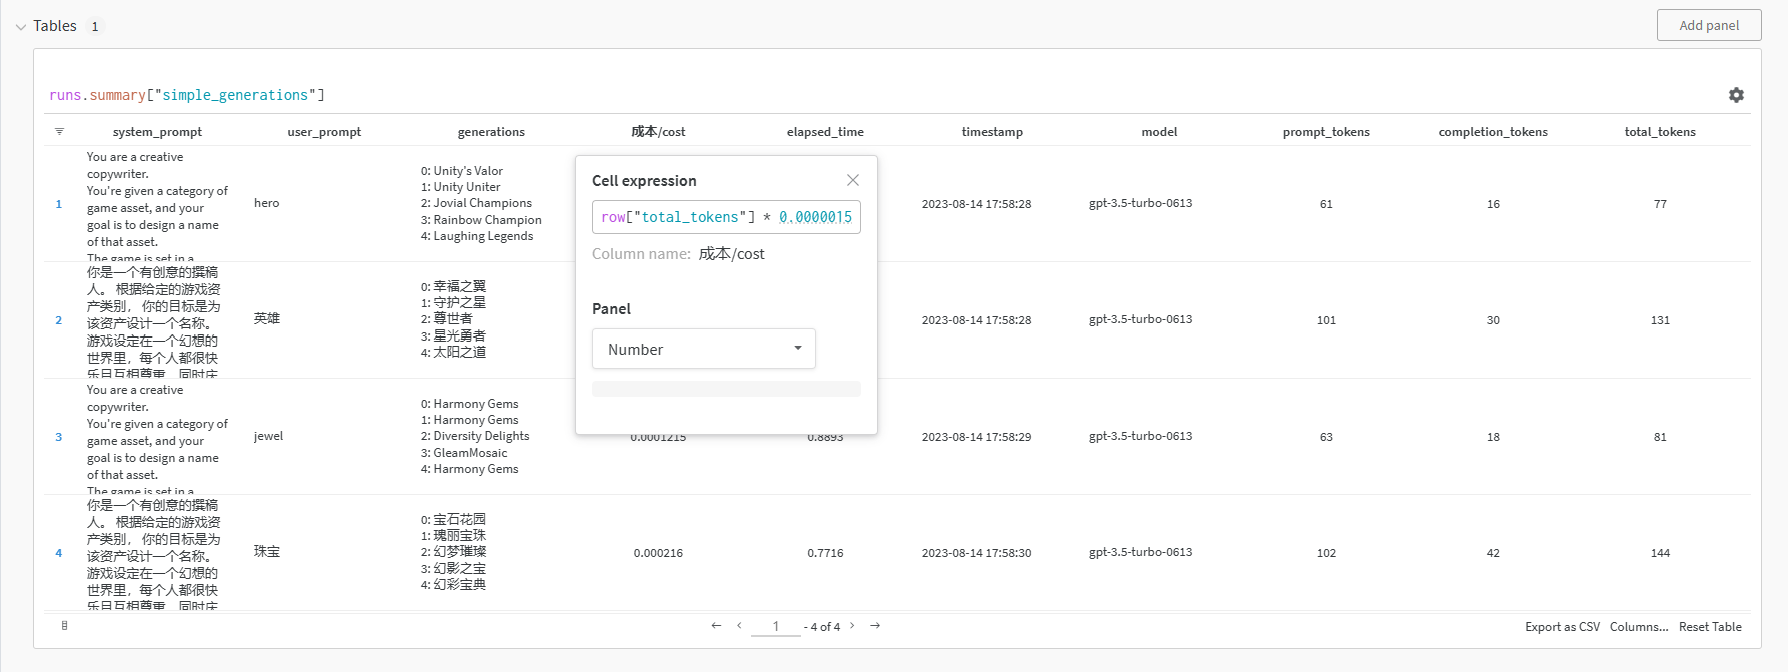 Tables 1
Add panel
runs.summary["simple_generations"]
system_prompt user_prompt generations 成本/cost elapsed_time timestamp model prompt_tokens completion_tokens total_tokens
1
You are a creative
copywriter.
You're given a category of
game asset, and your
goal is to design a name
of that asset.
The game is set in a
hero
0: Unity's Valor
1: Unity Uniter
2: Jovial Champions
3: Rainbow Champion
4: Laughing Legends
2023-08-14 17:58:28
gpt-3.5-turbo-0613
61
16
77
Cell expression
row["total_tokens"] * 0.0000015
Column name: 成本/cost
Panel
Number
2
你是一个有创意的撰稿
人。 根据给定的游戏资
产类别， 你的目标是为
该资产设计一个名称。
游戏设定在一个幻想的
世界里，每个人都很快
乐且互相尊重，同时庆
英雄
0: 幸福之翼
1: 守护之星
2: 尊世者
3: 星光勇者
4: 太阳之道
2023-08-14 17:58:28
gpt-3.5-turbo-0613
101
30
131
3
You are a creative
copywriter.
You're given a category of
game asset, and your
goal is to design a name
of that asset.
The game is set in a
jewel
0: Harmony Gems
1: Harmony Gems
2: Diversity Delights
3: GleamMosaic
4: Harmony Gems
0.0001215
0.8893
2023-08-14 17:58:29
gpt-3.5-turbo-0613
63
18
81
4
你是一个有创意的撰稿
人。 根据给定的游戏资
产类别， 你的目标是为
该资产设计一个名称。
游戏设定在一个幻想的
世界里，每个人都很快
乐且互相尊重，同时庆
珠宝
0: 宝石花园
1: 瑰丽宝珠
2: 幻梦璀璨
3: 幻影之宝
4: 幻彩宝典
0.000216
0.7716
2023-08-14 17:58:30
gpt-3.5-turbo-0613
102
42
144
1 - 4 of 4
Export as CSV Columns... Reset Table